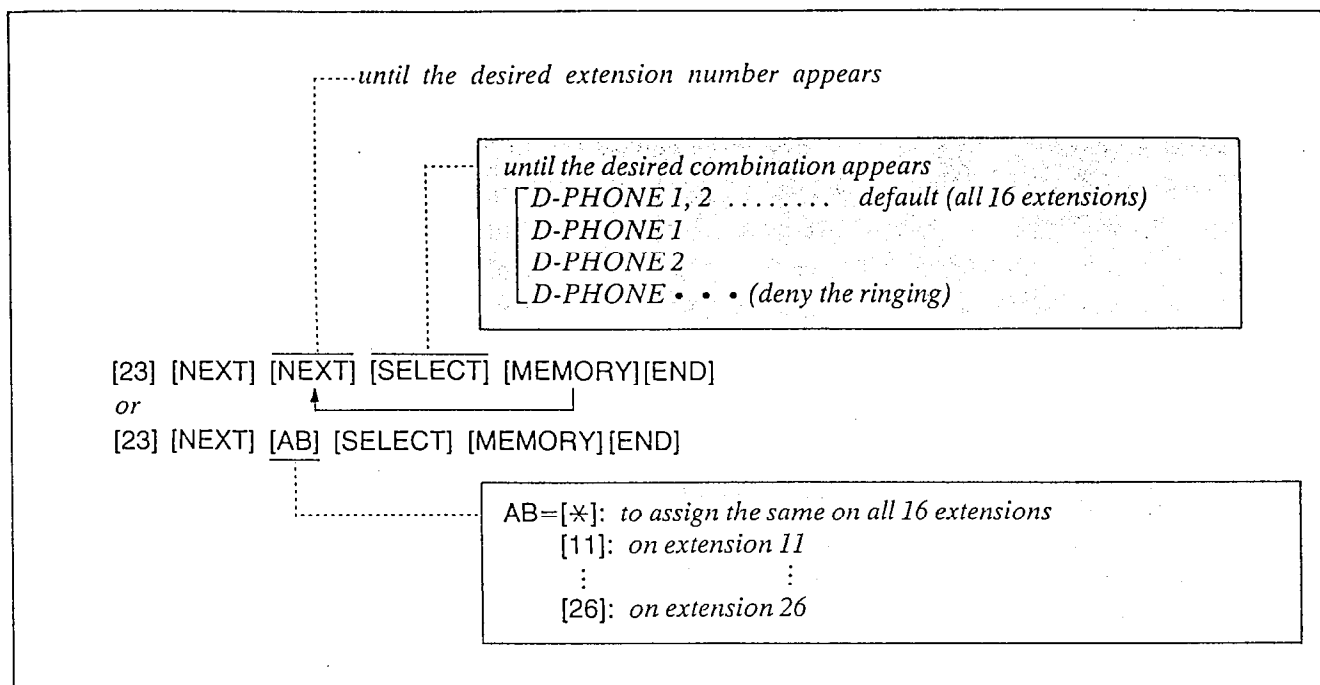 until the desired extension number appears
until the desired combination appears
D-PHONE 1, 2 ........ default (all 16 extensions)
D-PHONE 1
D-PHONE 2
D-PHONE • • • (deny the ringing)
[23] [NEXT] [NEXT] [SELECT] [MEMORY][END]
or
[23] [NEXT] [AB] [SELECT] [MEMORY][END]
AB=[✳]: to assign the same on all 16 extensions
[11]: on extension 11
⋮ ⋮
[26]: on extension 26